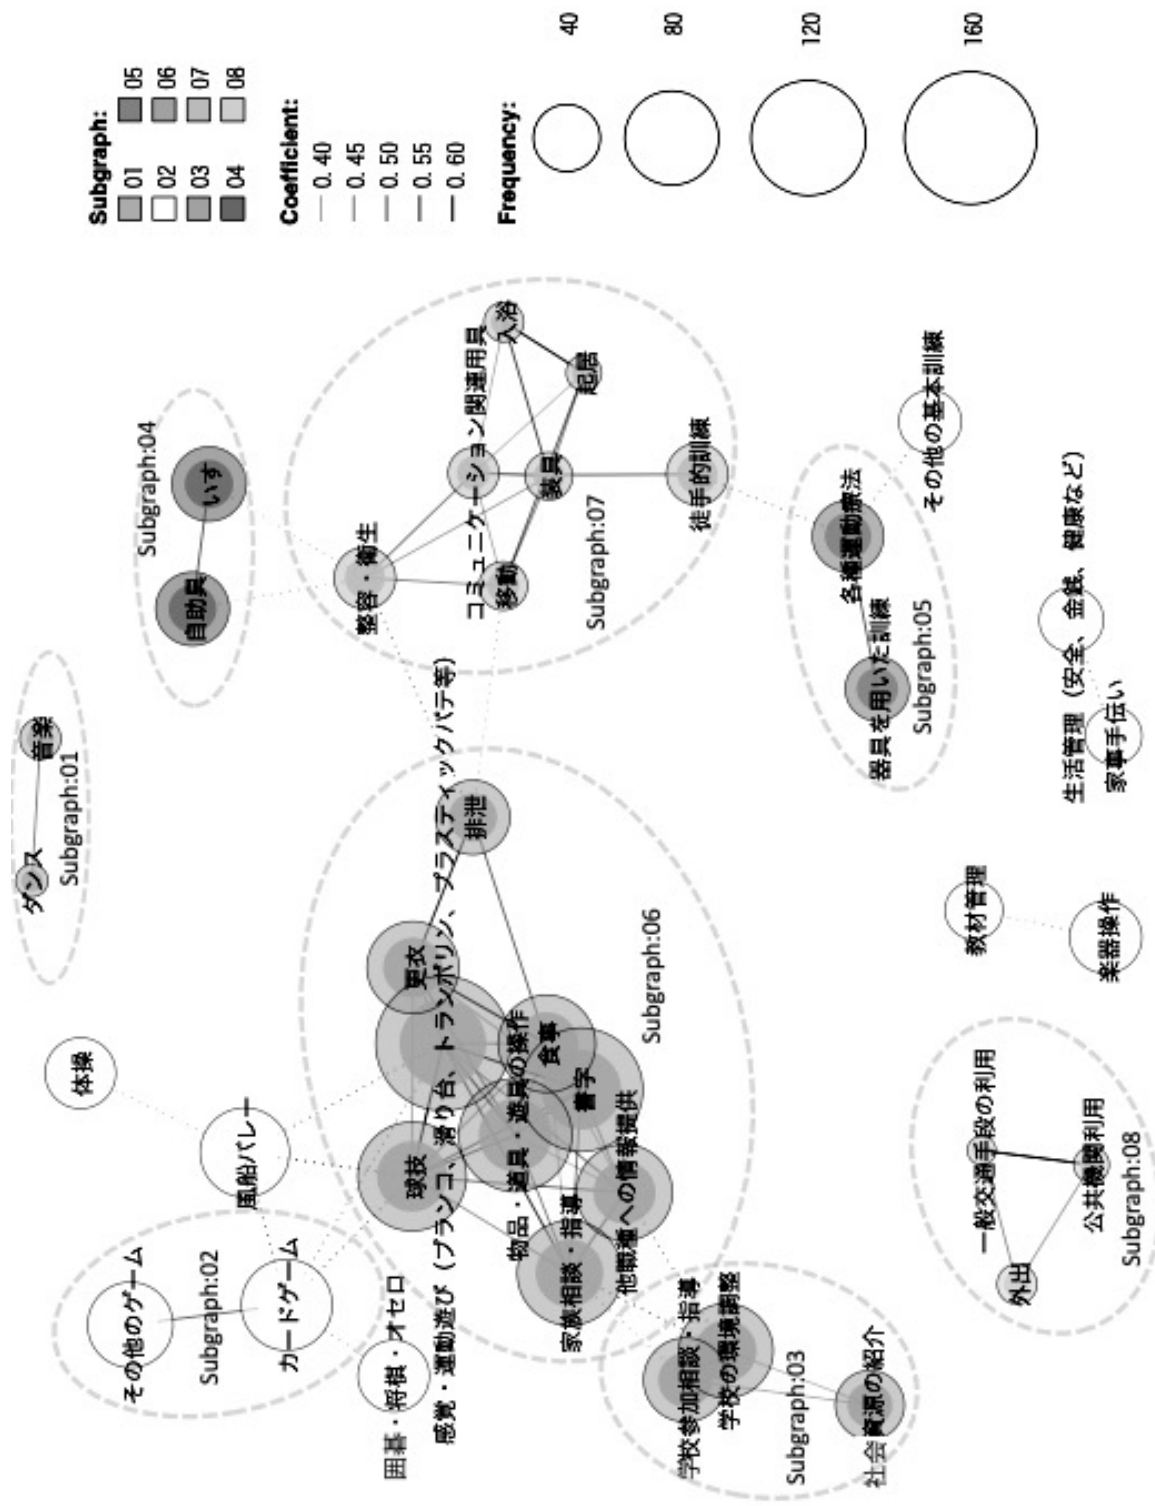 Subgraph:
01
05
02
06
03
07
04
08
Coefficient:
0.40
0.45
0.50
0.55
0.60
Frequency:
40
80
120
160
ダンス
音楽
Subgraph:01
体操
風船バレー
その他のゲーム
Subgraph:02
カードゲーム
囲碁・将棋・オセロ
Subgraph:04
自助具
いす
整容・衛生
コミュニケーション関連用具
入浴
起居
装具
移動
Subgraph:07
徒手的訓練
更衣
排泄
感覚・運動遊び（ブランコ、滑り台、トランポリン、プラスティックパテ等）
球技
物品・道具・遊具の操作
食事
書字
家族相談・指導
他職種への情報提供
Subgraph:06
学校参加相談・指導
学校の環境調整
Subgraph:03
社会資源の紹介
各種運動療法
その他の基本訓練
器具を用いた訓練
Subgraph:05
生活管理（安全、金銭、健康など）
家事手伝い
教材管理
楽器操作
一般交通手段の利用
公共機関利用
外出
Subgraph:08